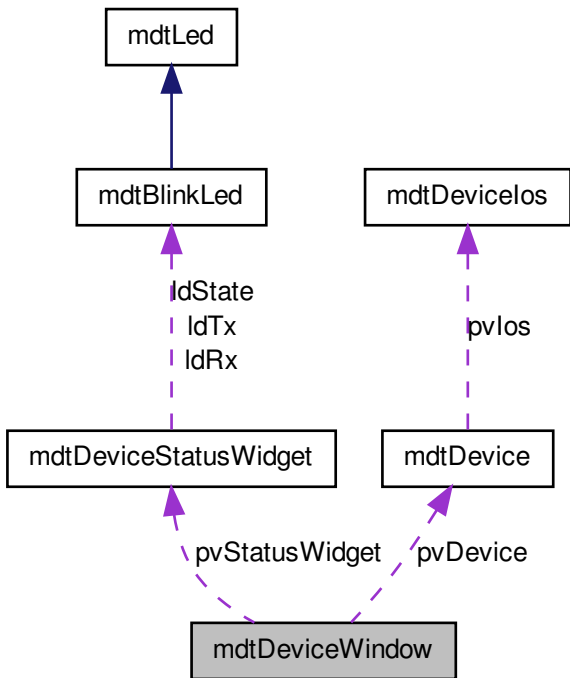 mdtLed
mdtBlinkLed
mdtDeviceIos
ldState
ldTx
ldRx
pvIos
mdtDeviceStatusWidget
mdtDevice
pvStatusWidget
pvDevice
mdtDeviceWindow